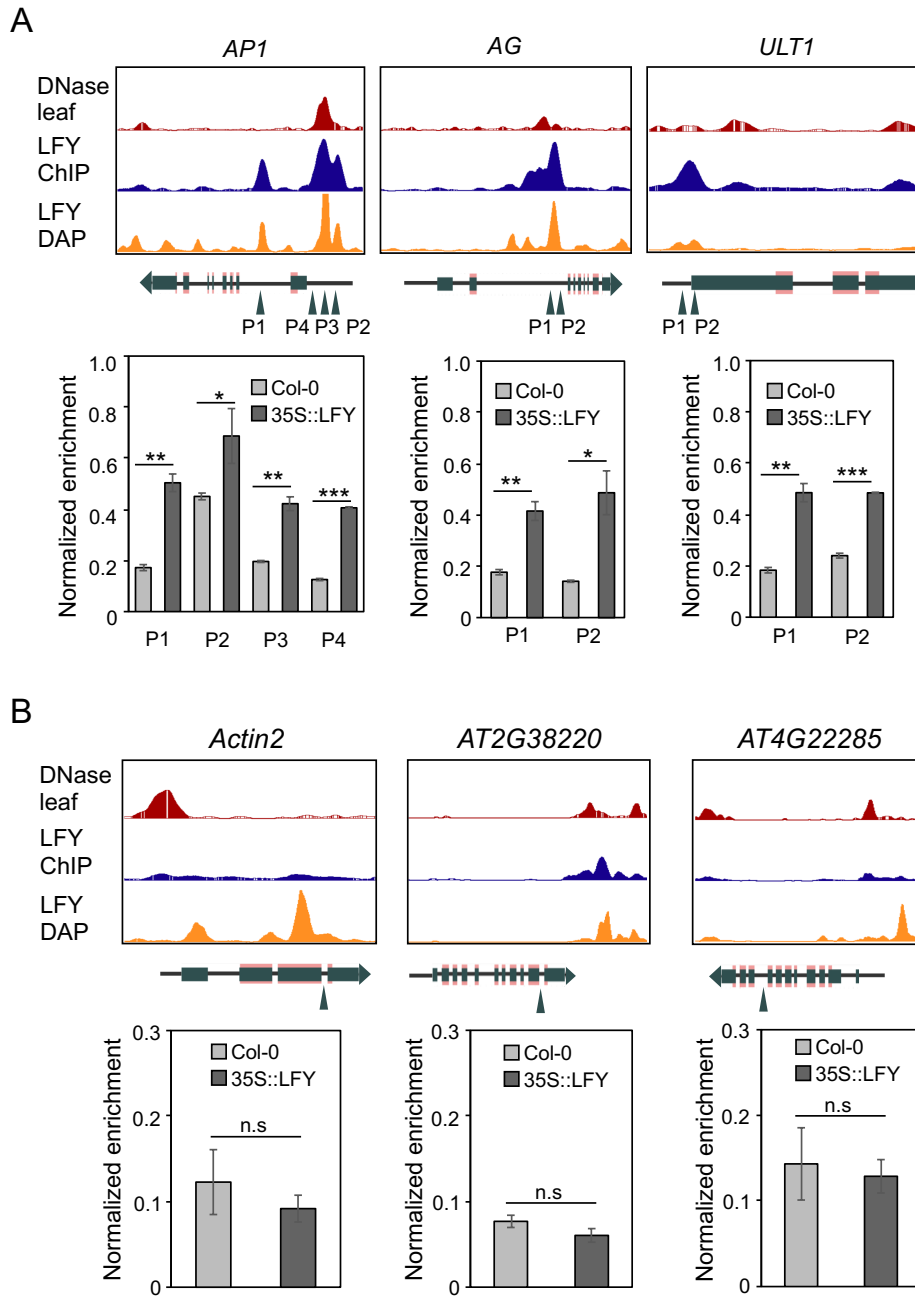 A
AP1
AG
ULT1
DNase
leaf
LFY
ChIP
LFY
DAP
P1 P4 P3 P2
P1 P2
P1 P2
Normalized enrichment
1.0
0.8
0.6
0.4
0.2
0
Col-0
35S::LFY
**
*
**
***
P1
P2
P3
P4
Normalized enrichment
1.0
0.8
0.6
0.4
0.2
0
Col-0
35S::LFY
**
*
P1
P2
Normalized enrichment
1.0
0.8
0.6
0.4
0.2
0
Col-0
35S::LFY
**
***
P1
P2
B
Actin2
AT2G38220
AT4G22285
DNase
leaf
LFY
ChIP
LFY
DAP
Normalized enrichment
0.3
0.2
0.1
0
Col-0
35S::LFY
n.s
Normalized enrichment
0.3
0.2
0.1
0
Col-0
35S::LFY
n.s
Normalized enrichment
0.3
0.2
0.1
0
Col-0
35S::LFY
n.s